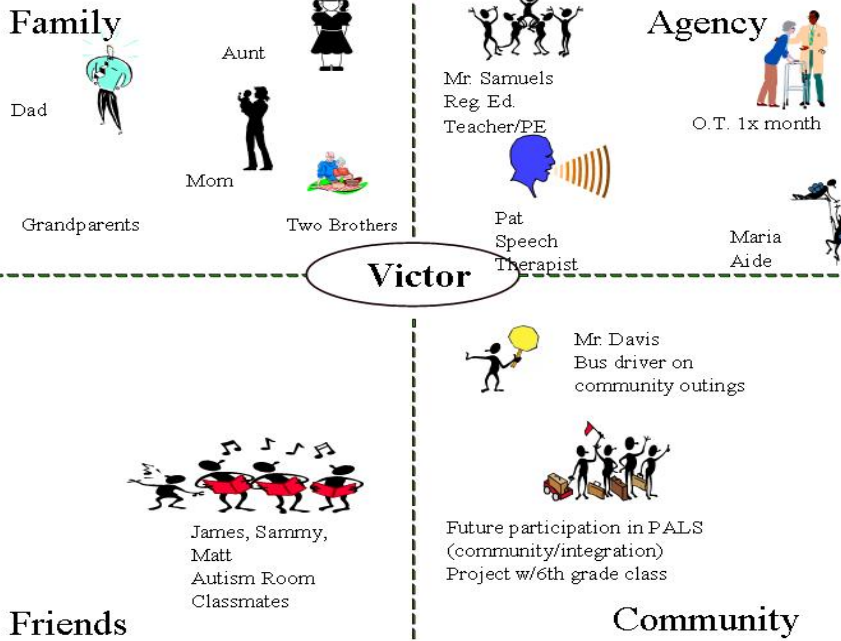 Family
Aunt
Dad
Mom
Grandparents
Two Brothers
Agency
Mr. Samuels
Reg. Ed.
Teacher/PE
O.T. 1x month
Pat
Speech
Therapist
Maria
Aide
Victor
James, Sammy,
Matt
Autism Room
Classmates
Friends
Mr. Davis
Bus driver on
community outings
Future participation in PALS
(community/integration)
Project w/6th grade class
Community